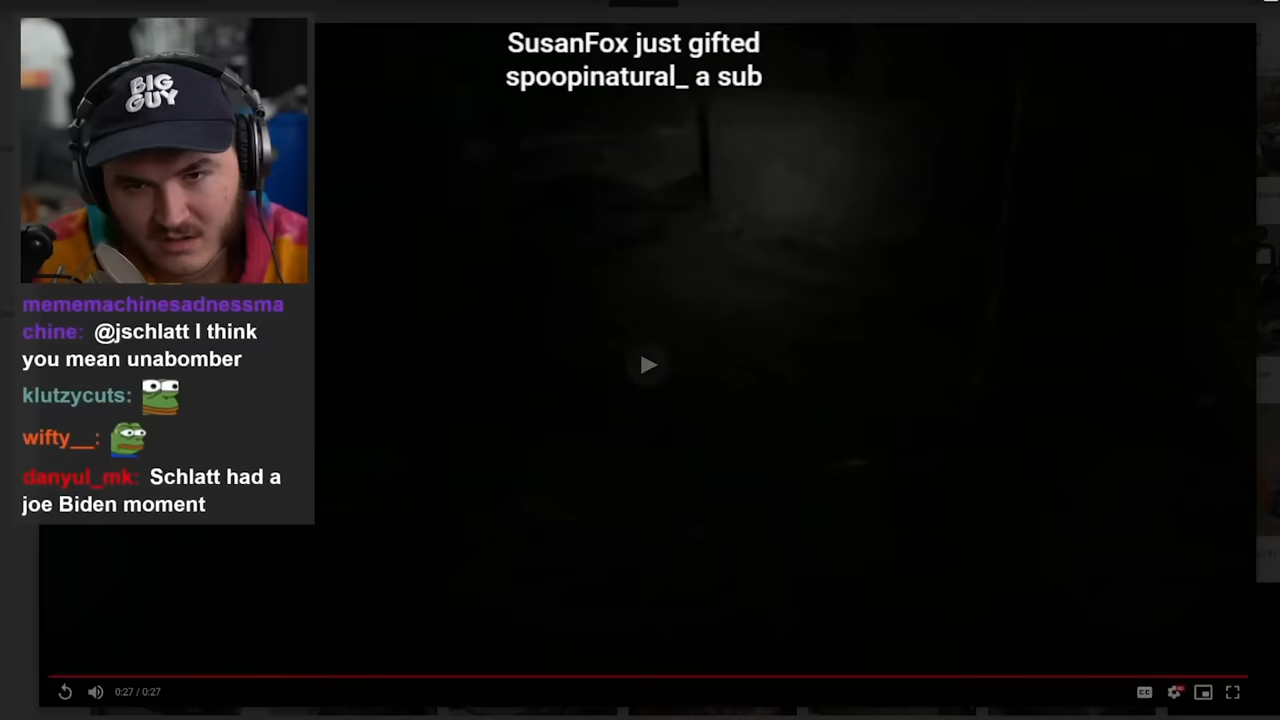 SusanFox just gifted
spoopinatural_ a sub
BIG
GUY
mememachinesadnessma
chine: @jschlatt I think
you mean unabomber
klutzycuts:
wifty__:
danyul_mk: Schlatt had a
joe Biden moment
0:27 / 0:27
CC